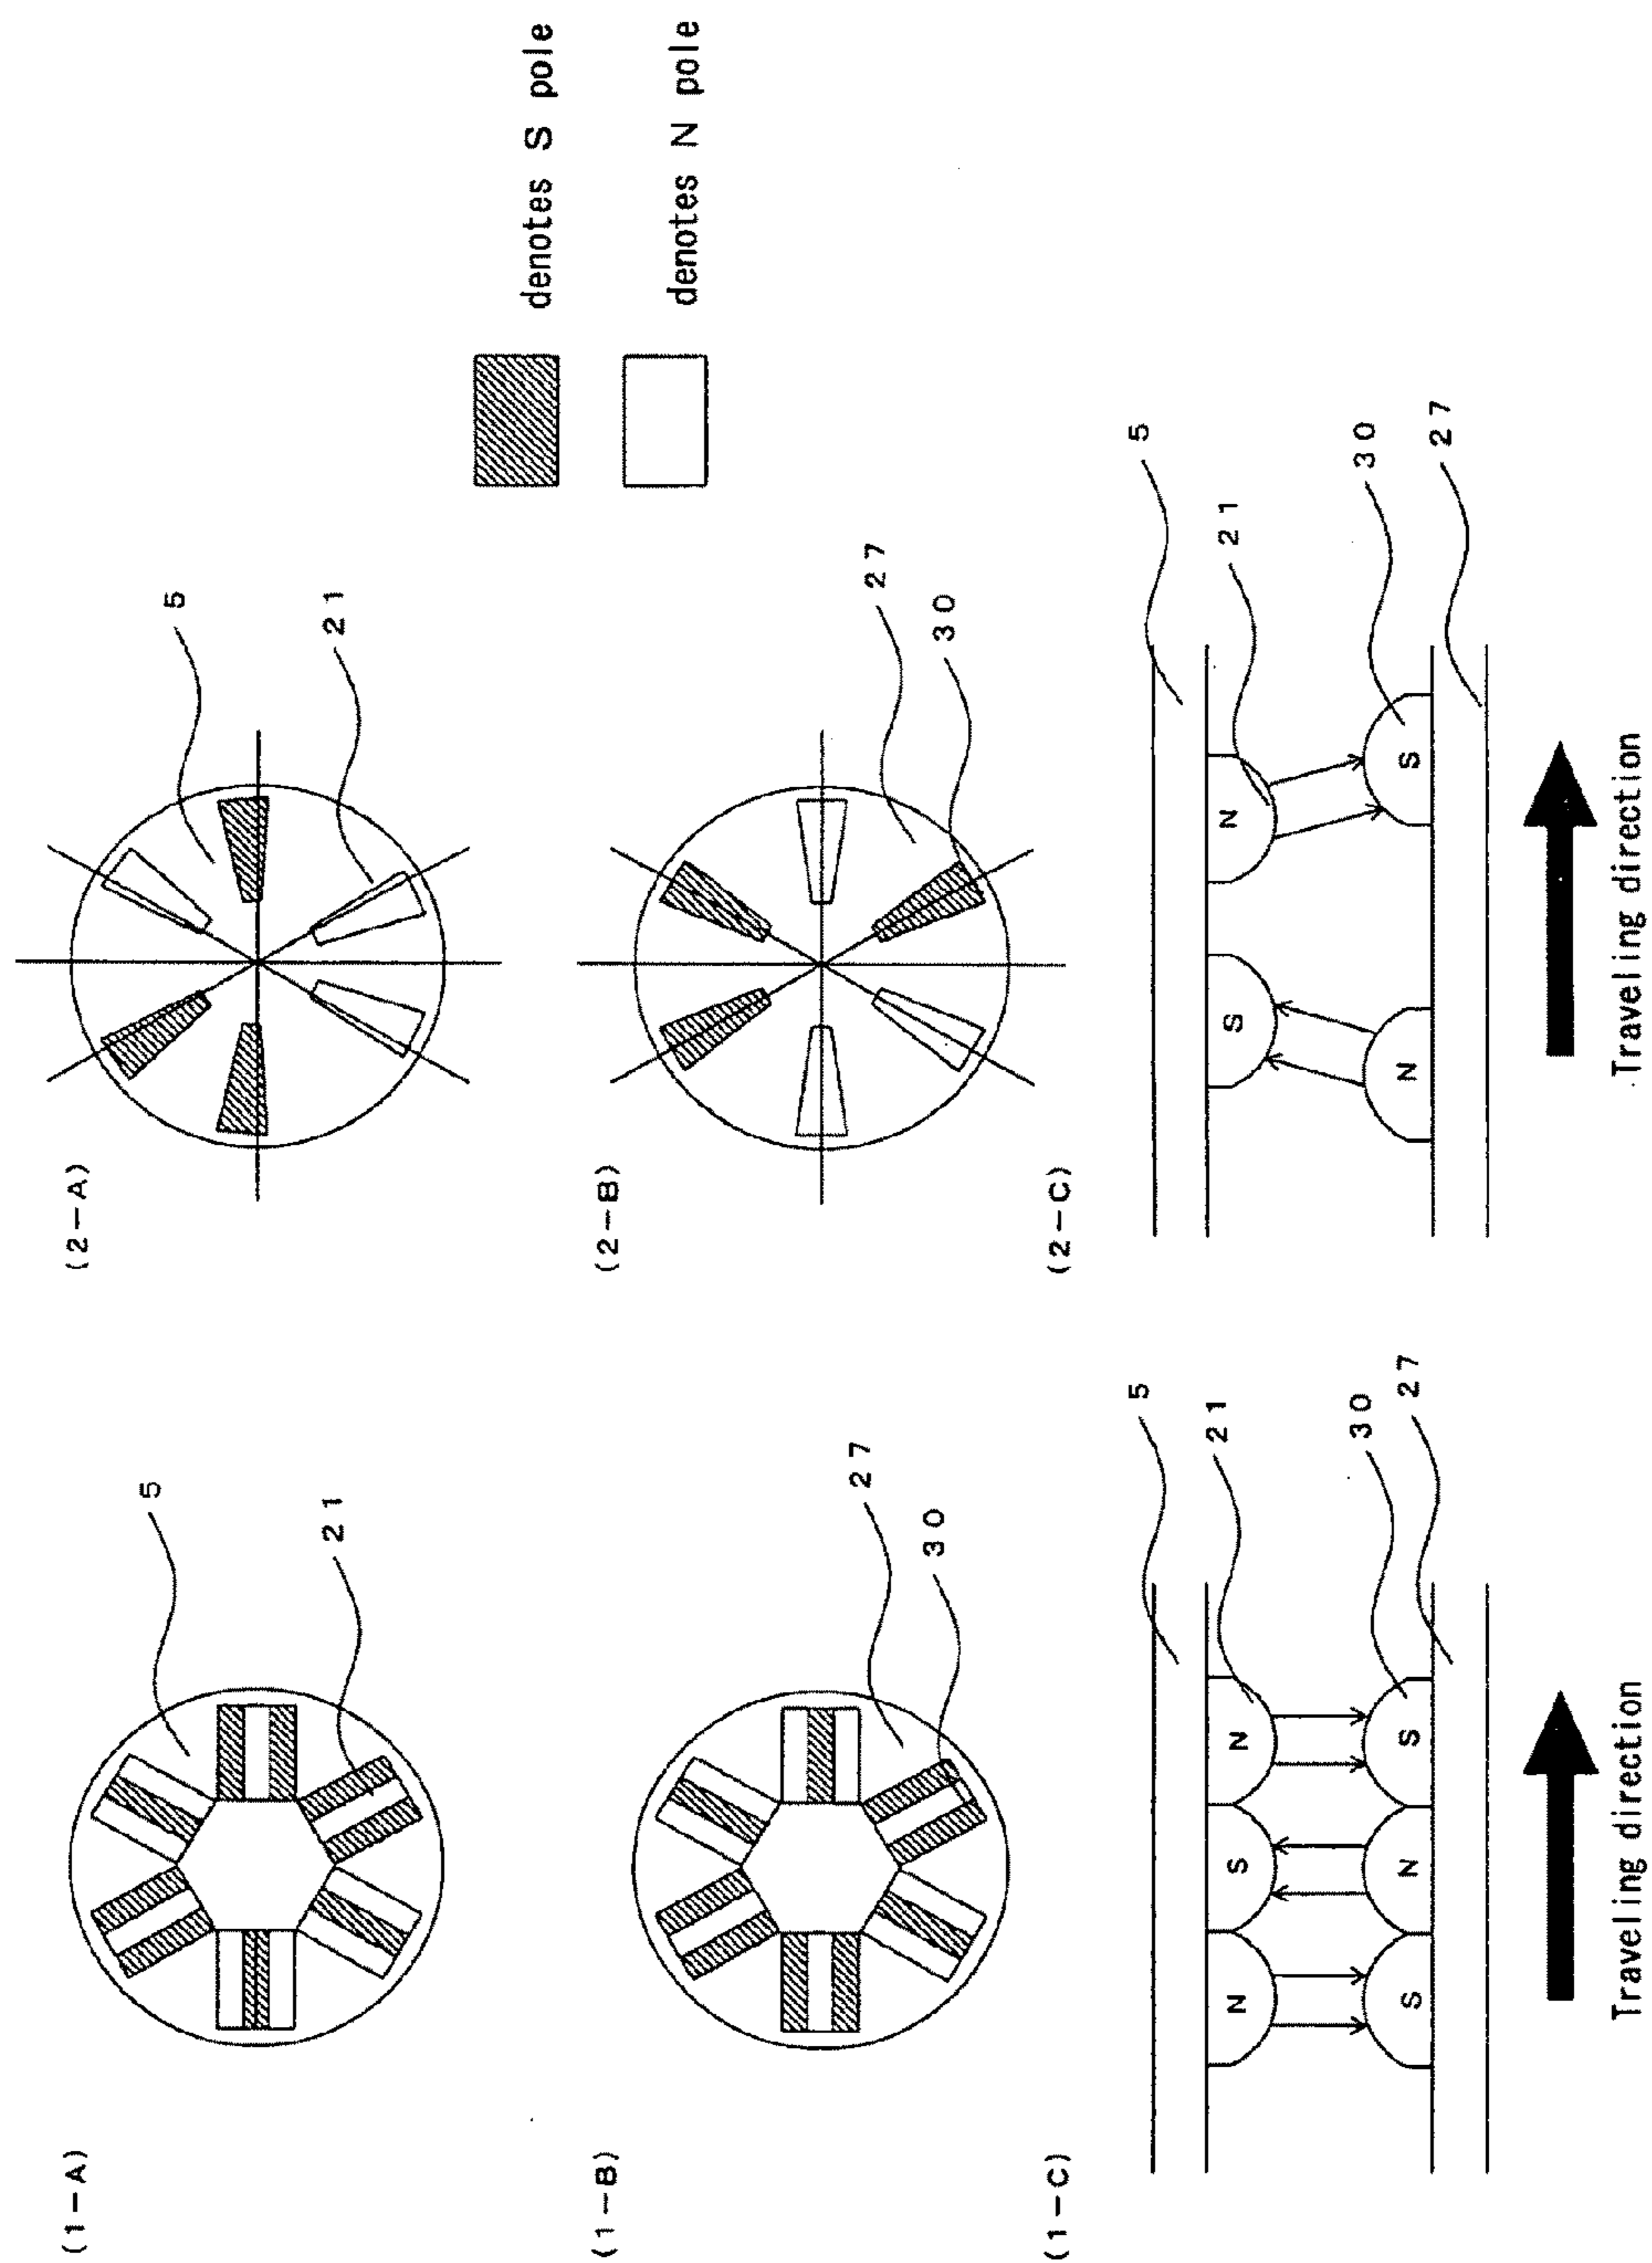 (1-A)
5
21
(1-B)
27
30
(1-C)
5
21
30
27
N
S
N
S
N
S
Traveling direction
(2-A)
5
21
(2-B)
27
30
(2-C)
5
21
30
27
S
N
N
S
Traveling direction
denotes S pole
denotes N pole